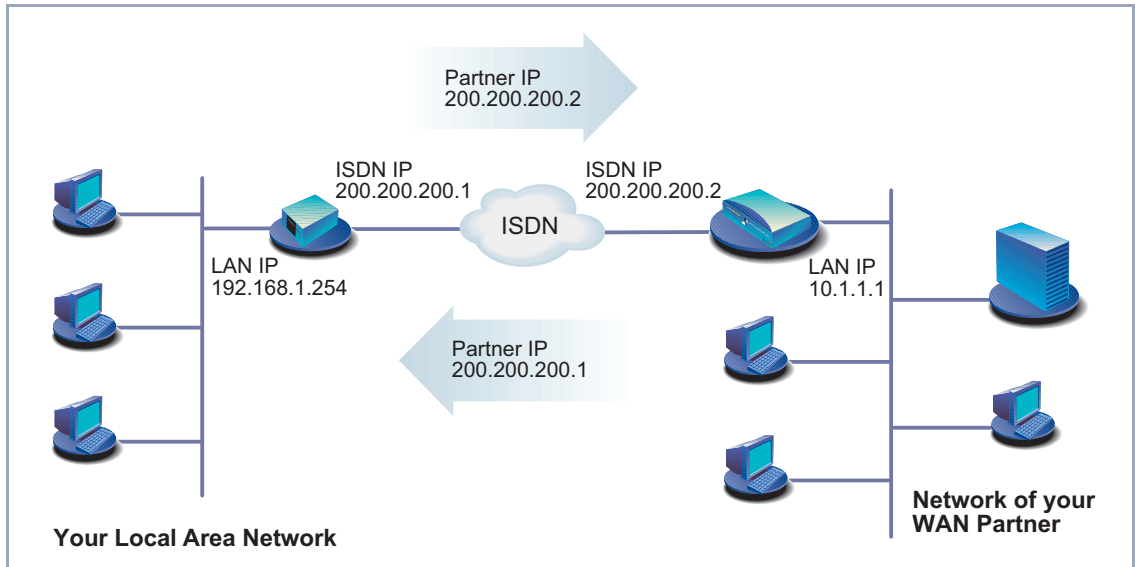 Partner IP
200.200.200.2
ISDN IP
200.200.200.1
ISDN IP
200.200.200.2
ISDN
LAN IP
192.168.1.254
LAN IP
10.1.1.1
Partner IP
200.200.200.1
Your Local Area Network
Network of your
WAN Partner